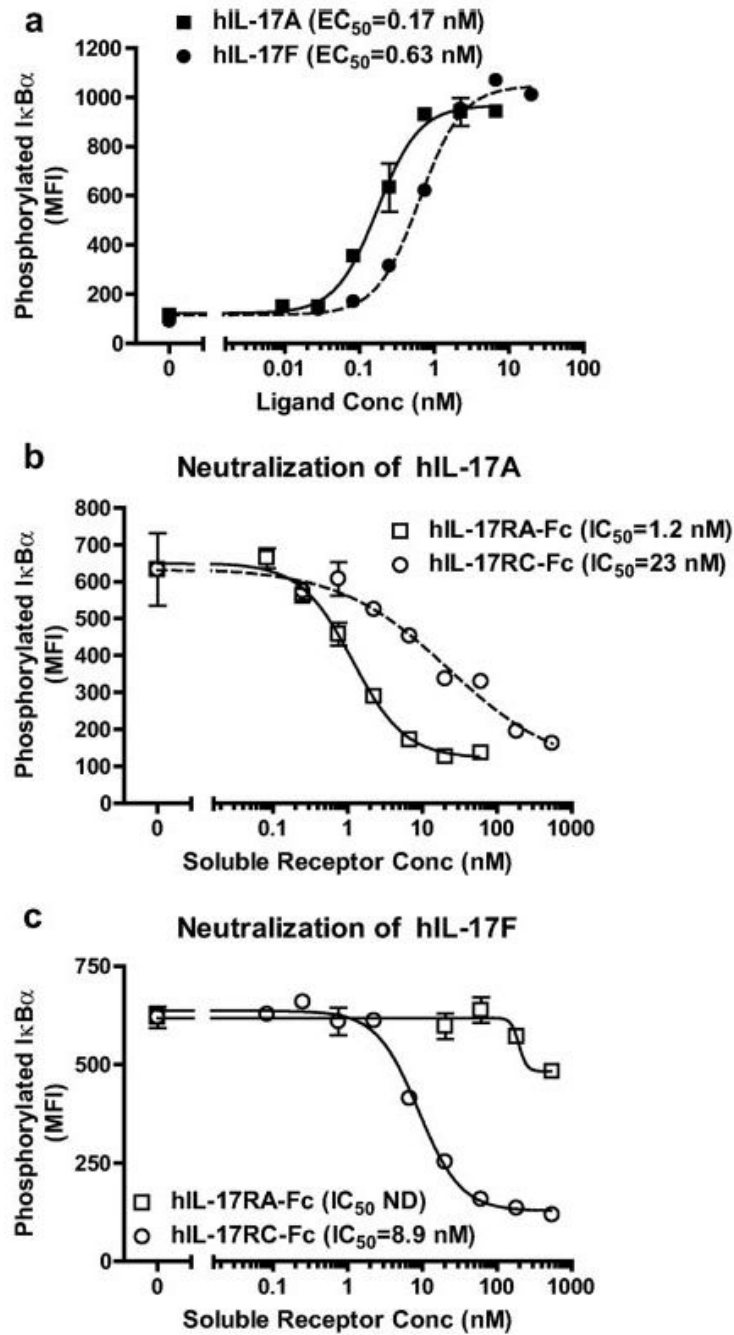 a
hIL-17A (EC50=0.17 nM)
hIL-17F (EC50=0.63 nM)
1200
1000
800
600
400
200
0
Phosphorylated IκBα
(MFI)
0
0.01
0.1
1
10
100
Ligand Conc (nM)
b
Neutralization of hIL-17A
hIL-17RA-Fc (IC50=1.2 nM)
hIL-17RC-Fc (IC50=23 nM)
800
700
600
500
400
300
200
100
0
Phosphorylated IκBα
(MFI)
0
0.1
1
10
100
1000
Soluble Receptor Conc (nM)
c
Neutralization of hIL-17F
750
500
250
0
Phosphorylated IκBα
(MFI)
hIL-17RA-Fc (IC50 ND)
hIL-17RC-Fc (IC50=8.9 nM)
0
0.1
1
10
100
1000
Soluble Receptor Conc (nM)